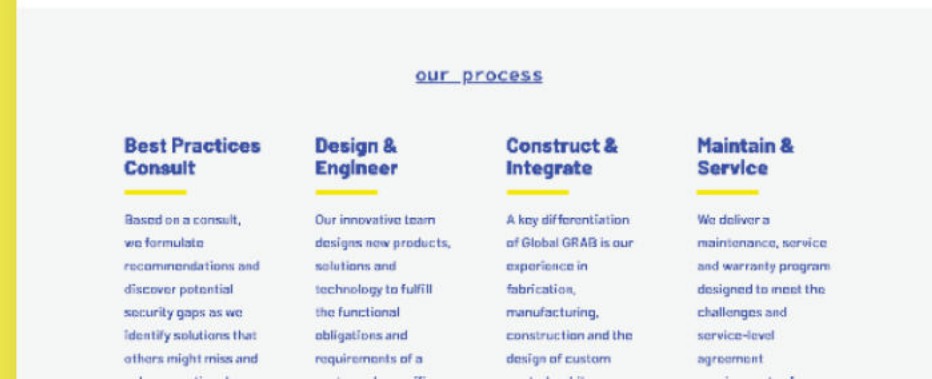 our process
Best Practices
Consult
Based on a consult,
we formulate
recommendations and
discover potential
security gaps as we
identify solutions that
others might miss and
Design &
Engineer
Our innovative team
designs new products,
solutions and
technology to fulfill
the functional
obligations and
requirements of a
Construct &
Integrate
A key differentiation
of Global GRAB is our
experience in
fabrication,
manufacturing,
construction and the
design of custom
Maintain &
Service
We deliver a
maintenance, service
and warranty program
designed to meet the
challenges and
service-level
agreement